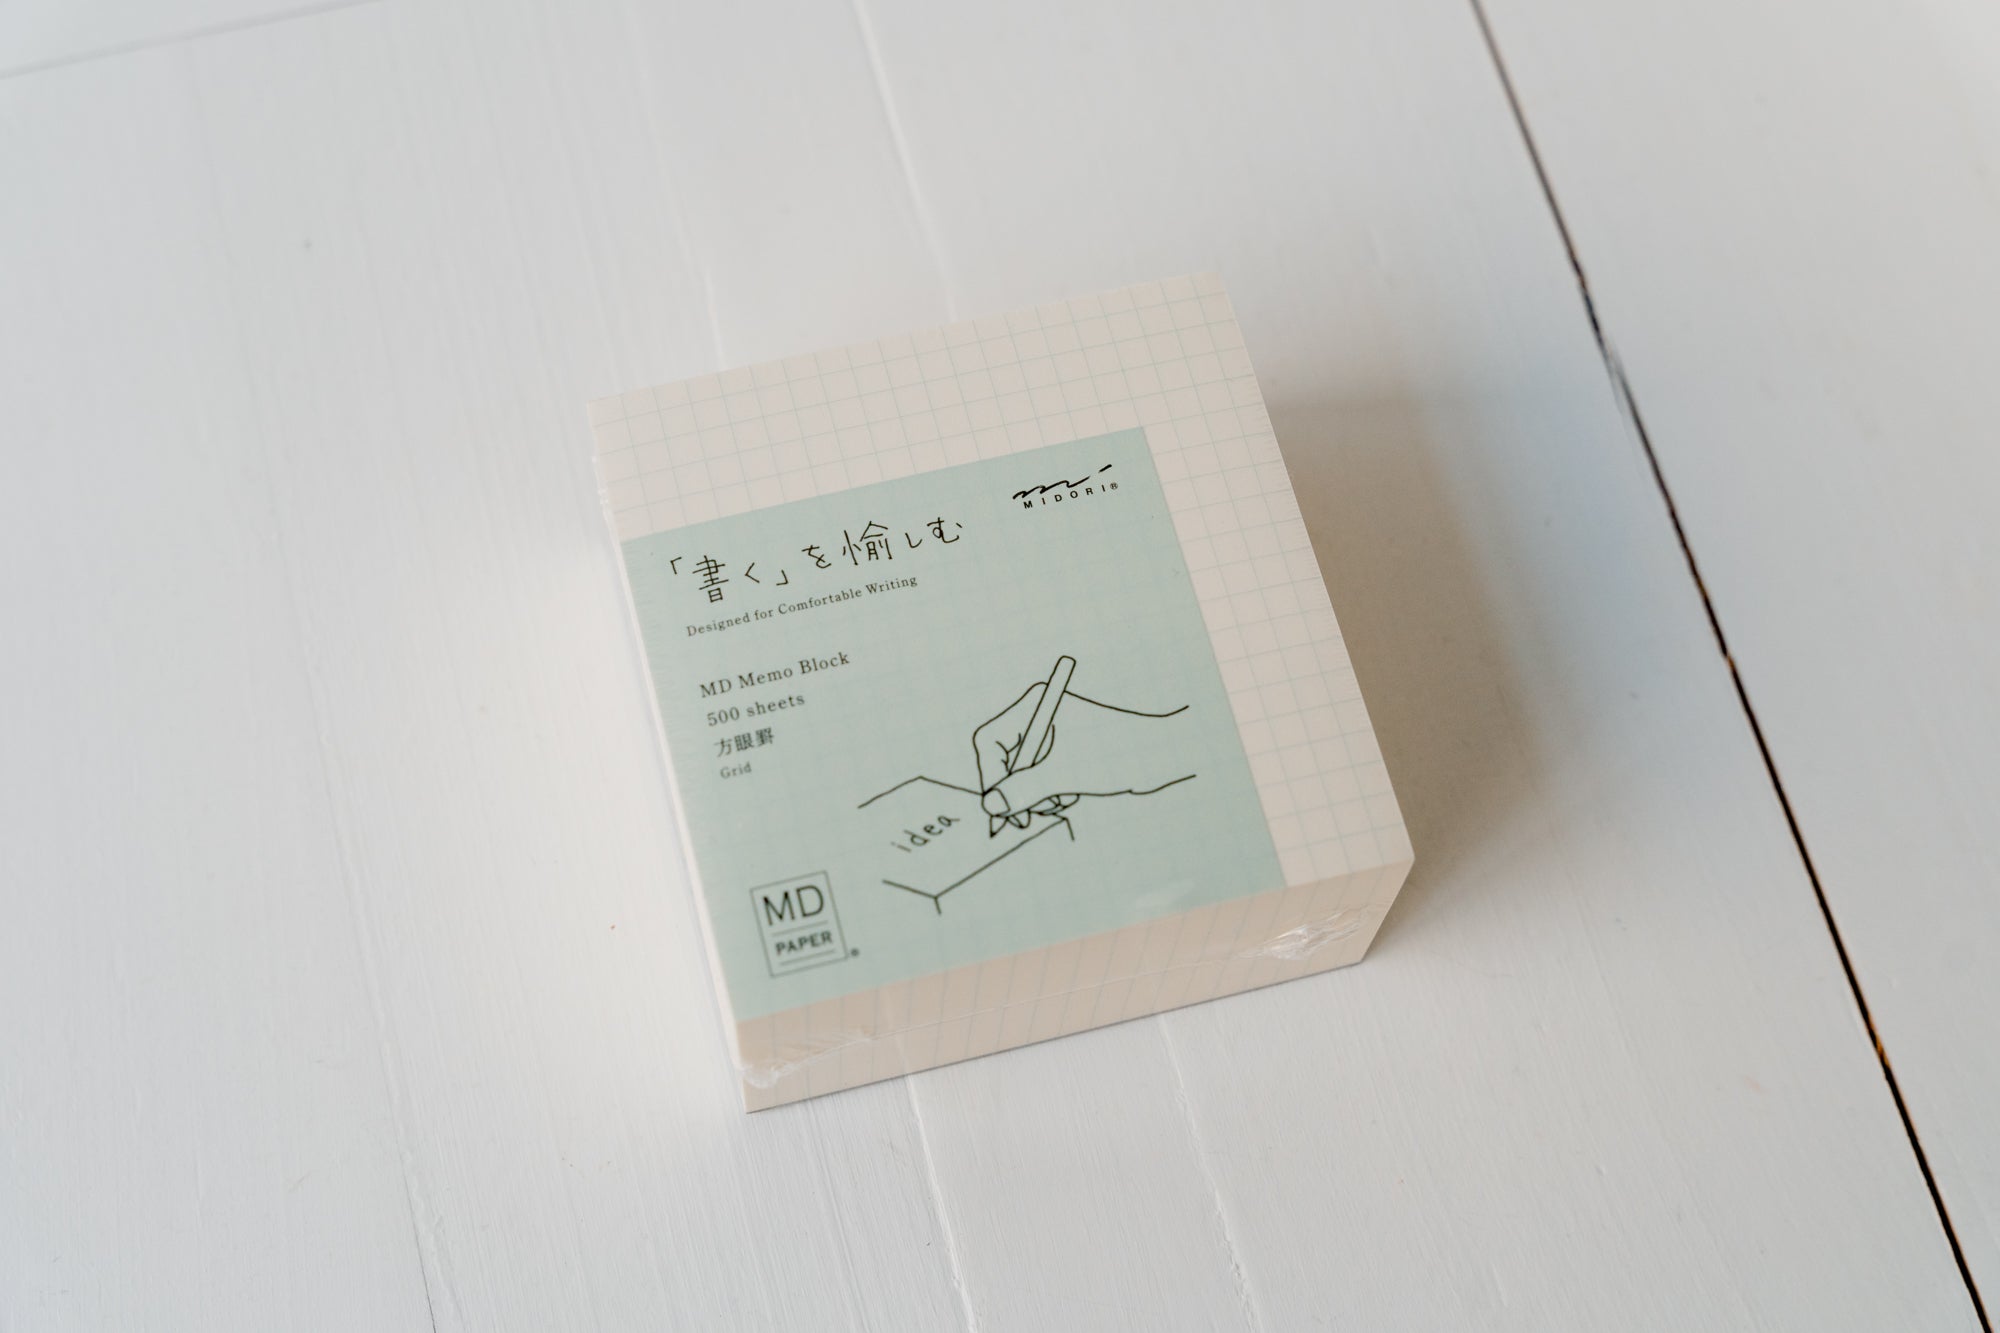 MIDORI®
「書く」を愉しむ
Designed for Comfortable Writing
MD Memo Block
500 sheets
方眼罫
Grid
idea
MD
PAPER®